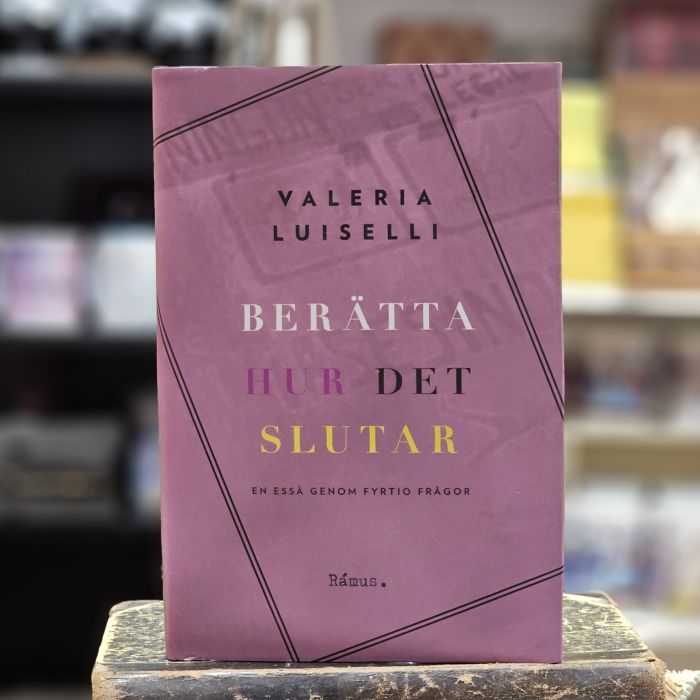 VALERIA
LUISELLI
BERÄTTA
HUR DET
SLUTAR
EN ESSÄ GENOM FYRTIO FRÅGOR
Rámus.